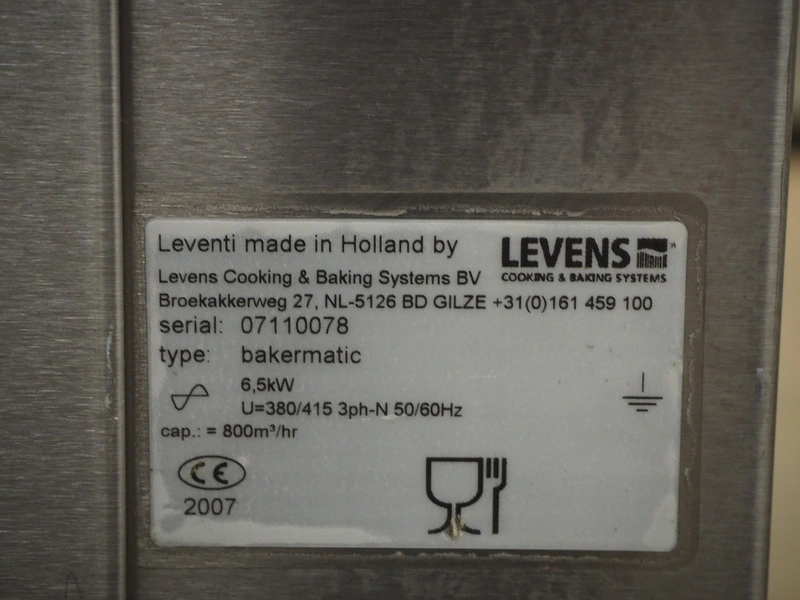 Leventi made in Holland by
LEVENS
COOKING & BAKING SYSTEMS
Levens Cooking & Baking Systems BV
Broekakkerweg 27, NL-5126 BD GILZE +31(0)161 459 100
serial: 07110078
type: bakermatic
6,5kW
U=380/415 3ph-N 50/60Hz
cap.: = 800m³/hr
CE
2007